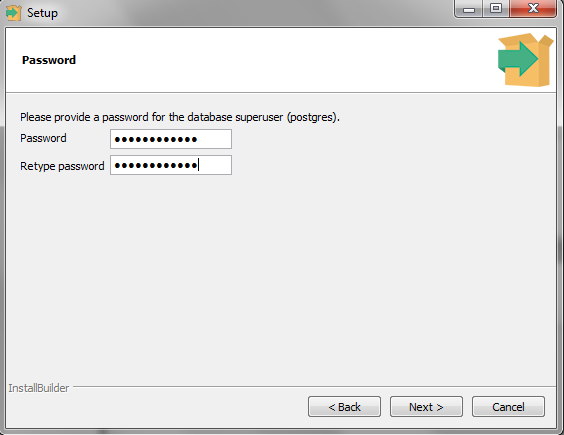 Setup
Password
Please provide a password for the database superuser (postgres).
Password ••••••••••••
Retype password ••••••••••••
InstallBuilder
< Back Next > Cancel